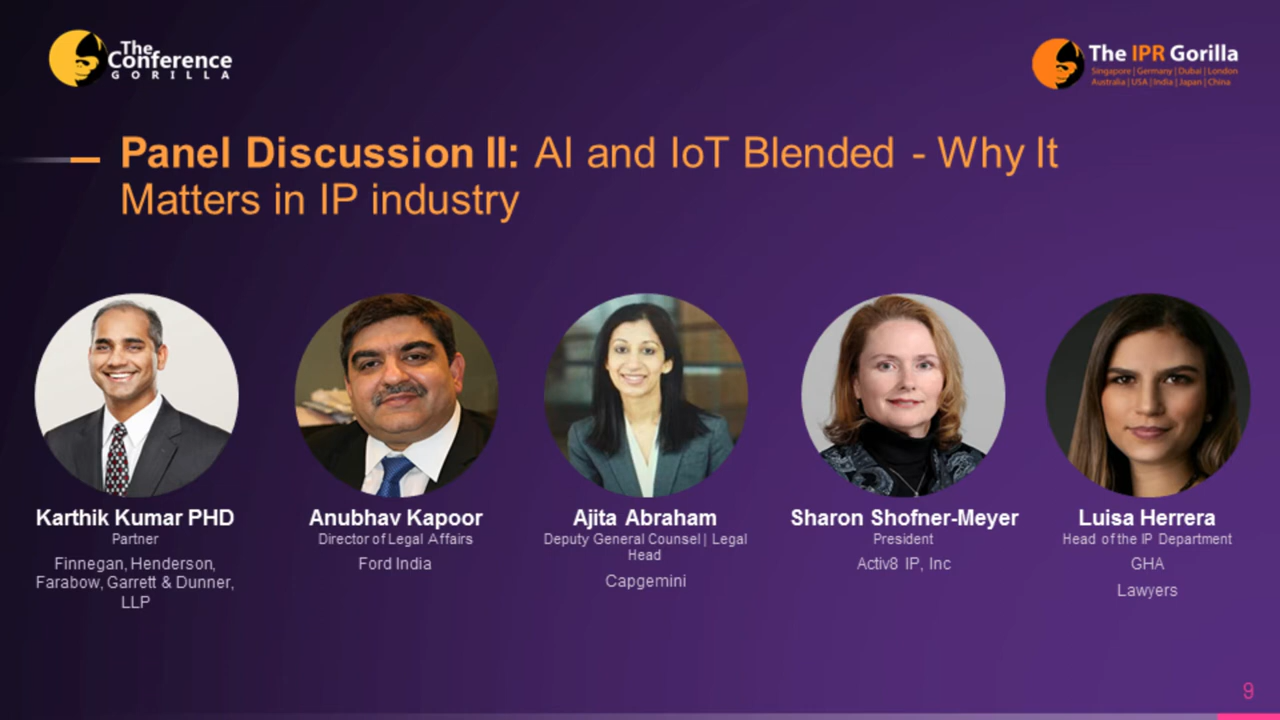 The
Conference
GORILLA
The IPR Gorilla
Singapore | Germany | Dubai | London
Australia | USA | India | Japan | China
Panel Discussion II: AI and IoT Blended - Why It
Matters in IP industry
Karthik Kumar PHD
Partner
Finnegan, Henderson,
Farabow, Garrett & Dunner,
LLP
Anubhav Kapoor
Director of Legal Affairs
Ford India
Ajita Abraham
Deputy General Counsel | Legal
Head
Capgemini
Sharon Shofner-Meyer
President
Activ8 IP, Inc
Luisa Herrera
Head of the IP Department
GHA
Lawyers
9